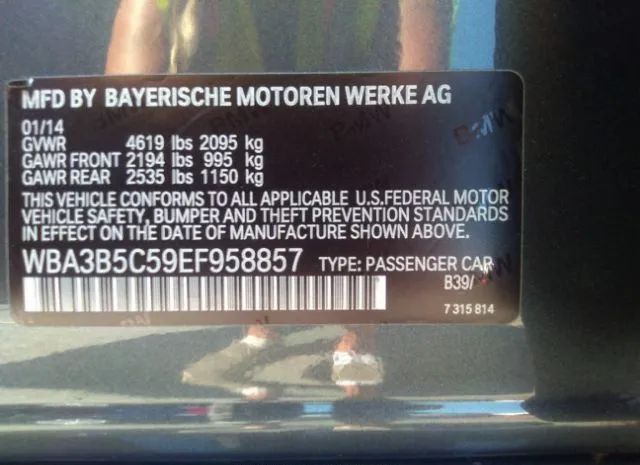 MFD BY BAYERISCHE MOTOREN WERKE AG
01/14
GVWR 4619 lbs 2095 kg
GAWR FRONT 2194 lbs 995 kg
GAWR REAR 2535 lbs 1150 kg
THIS VEHICLE CONFORMS TO ALL APPLICABLE U.S.FEDERAL MOTOR
VEHICLE SAFETY, BUMPER AND THEFT PREVENTION STANDARDS
IN EFFECT ON THE DATE OF MANUFACTURE SHOWN ABOVE.
WBA3B5C59EF958857 TYPE: PASSENGER CAR
B39/
7 315 814